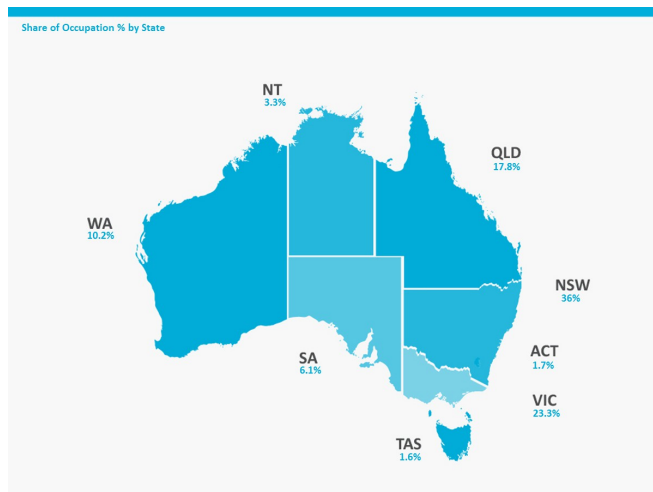 Share of Occupation % by State
NT
3.3%
QLD
17.8%
WA
10.2%
NSW
36%
ACT
1.7%
SA
6.1%
VIC
23.3%
TAS
1.6%